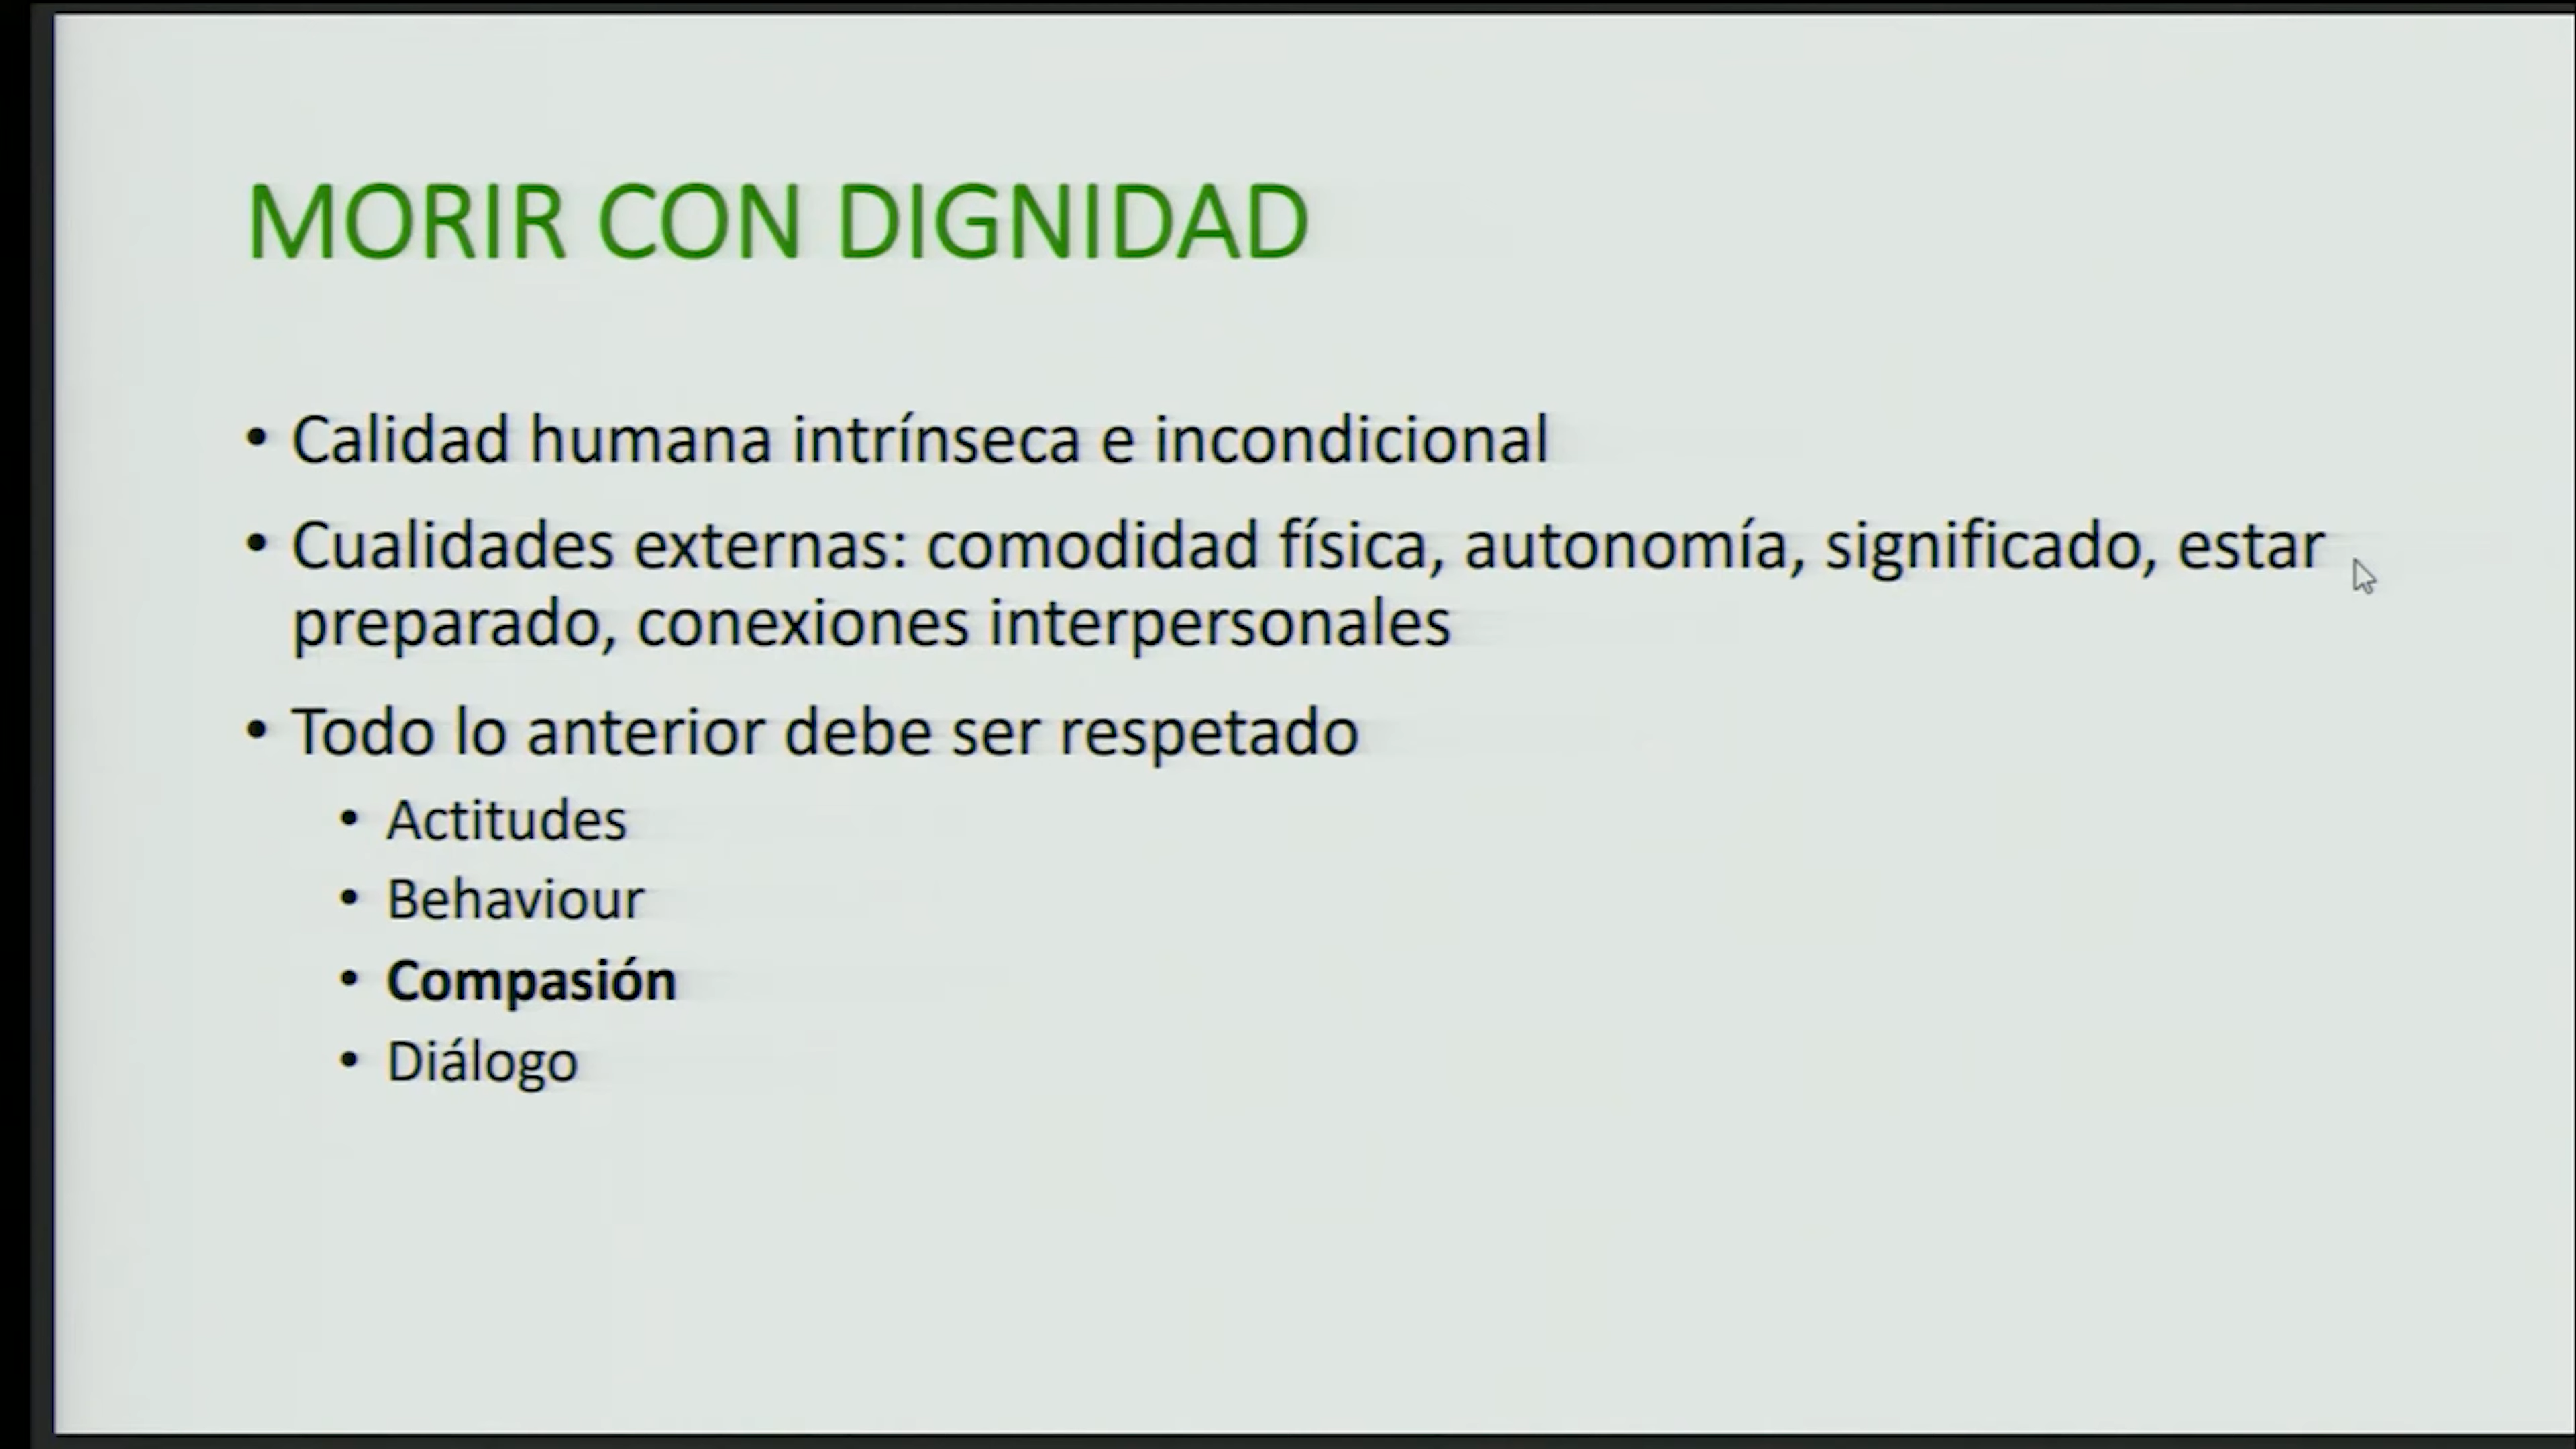 MORIR CON DIGNIDAD
• Calidad humana intrínseca e incondicional
• Cualidades externas: comodidad física, autonomía, significado, estar
preparado, conexiones interpersonales
• Todo lo anterior debe ser respetado
• Actitudes
• Behaviour
• Compasión
• Diálogo